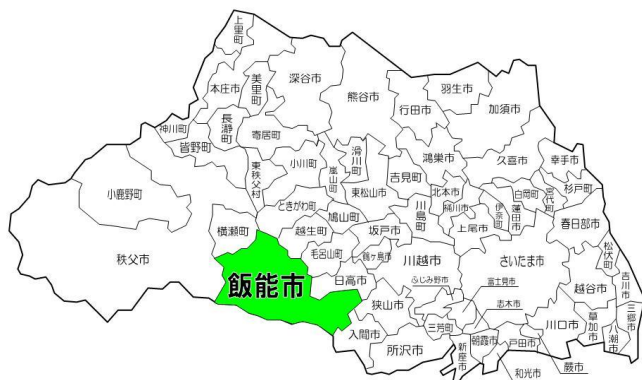 上里町
本庄市
美里町
深谷市
熊谷市
行田市
羽生市
加須市
神川町
長瀞町
皆野町
寄居町
小鹿野町
東秩父村
小川町
嵐山町
滑川町
東松山市
吉見町
鴻巣市
北本市
桶川市
久喜市
幸手市
白岡町
宮代町
杉戸町
伊奈町
蓮田市
春日部市
ときがわ町
鳩山町
川島町
上尾市
横瀬町
越生町
坂戸市
秩父市
毛呂山町
鶴ヶ島市
川越市
さいたま市
松伏町
吉川市
飯能市
日高市
ふじみ野市
富士見市
越谷市
狭山市
志木市
三郷市
入間市
三芳町
川口市
草加市
八潮市
所沢市
新座市
朝霞市
戸田市
蕨市
和光市